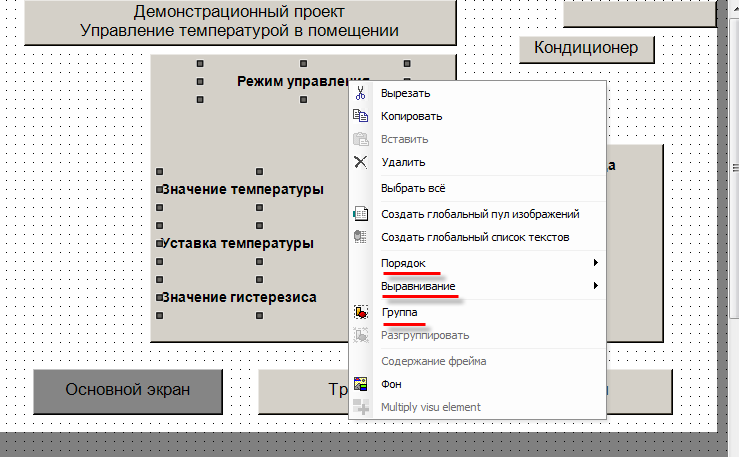 Демонстрационный проект
Управление температурой в помещении
Кондиционер
Режим управления
Вырезать
Копировать
Вставить
Удалить
Выбрать всё
Создать глобальный пул изображений
Создать глобальный список текстов
Порядок
Выравнивание
Группа
Разгруппировать
Содержание фрейма
Фон
Multiply visu element
Значение температуры
Уставка температуры
Значение гистерезиса
Основной экран
Тр